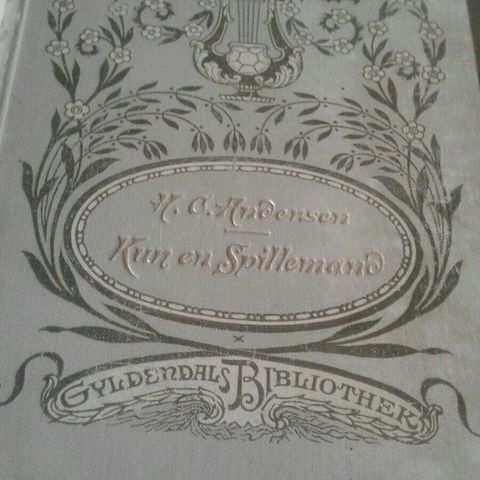 H. C. Andersen
Kun en Spillemand
GYLDENDALS BIBLIOTHEK